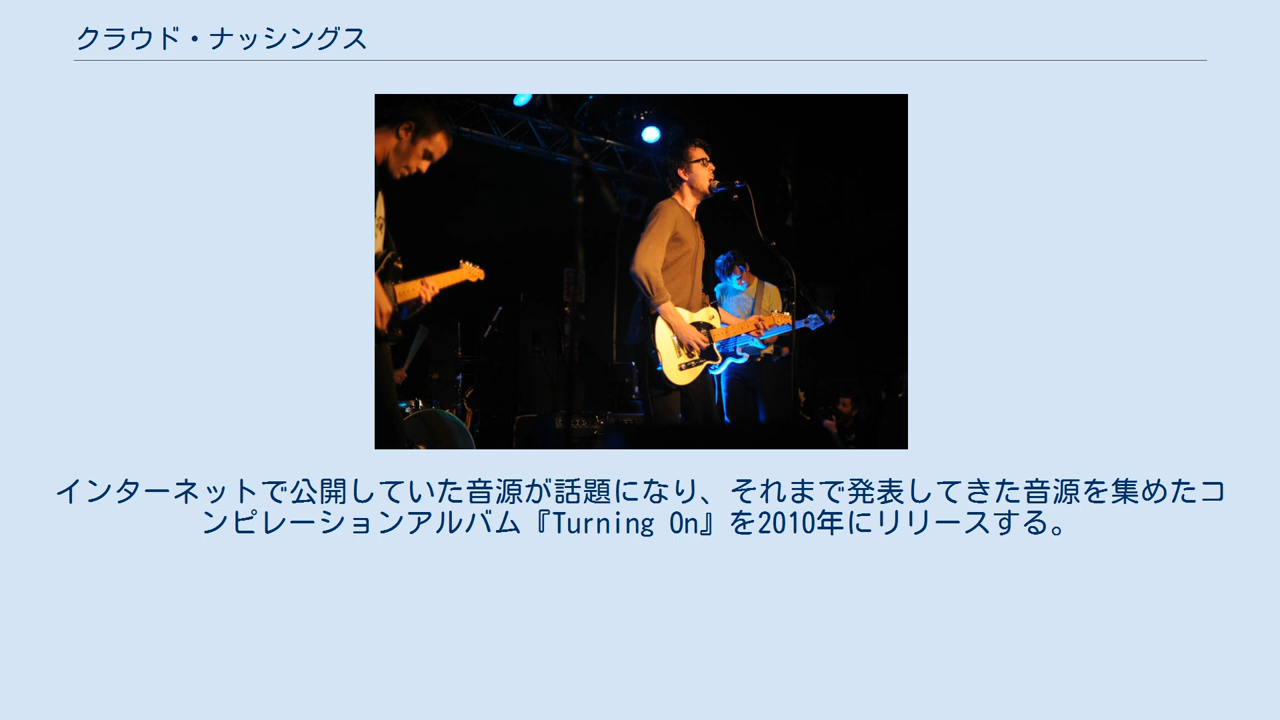 クラウド・ナッシングス
インターネットで公開していた音源が話題になり、それまで発表してきた音源を集めたコ
ンピレーションアルバム『Turning On』を2010年にリリースする。